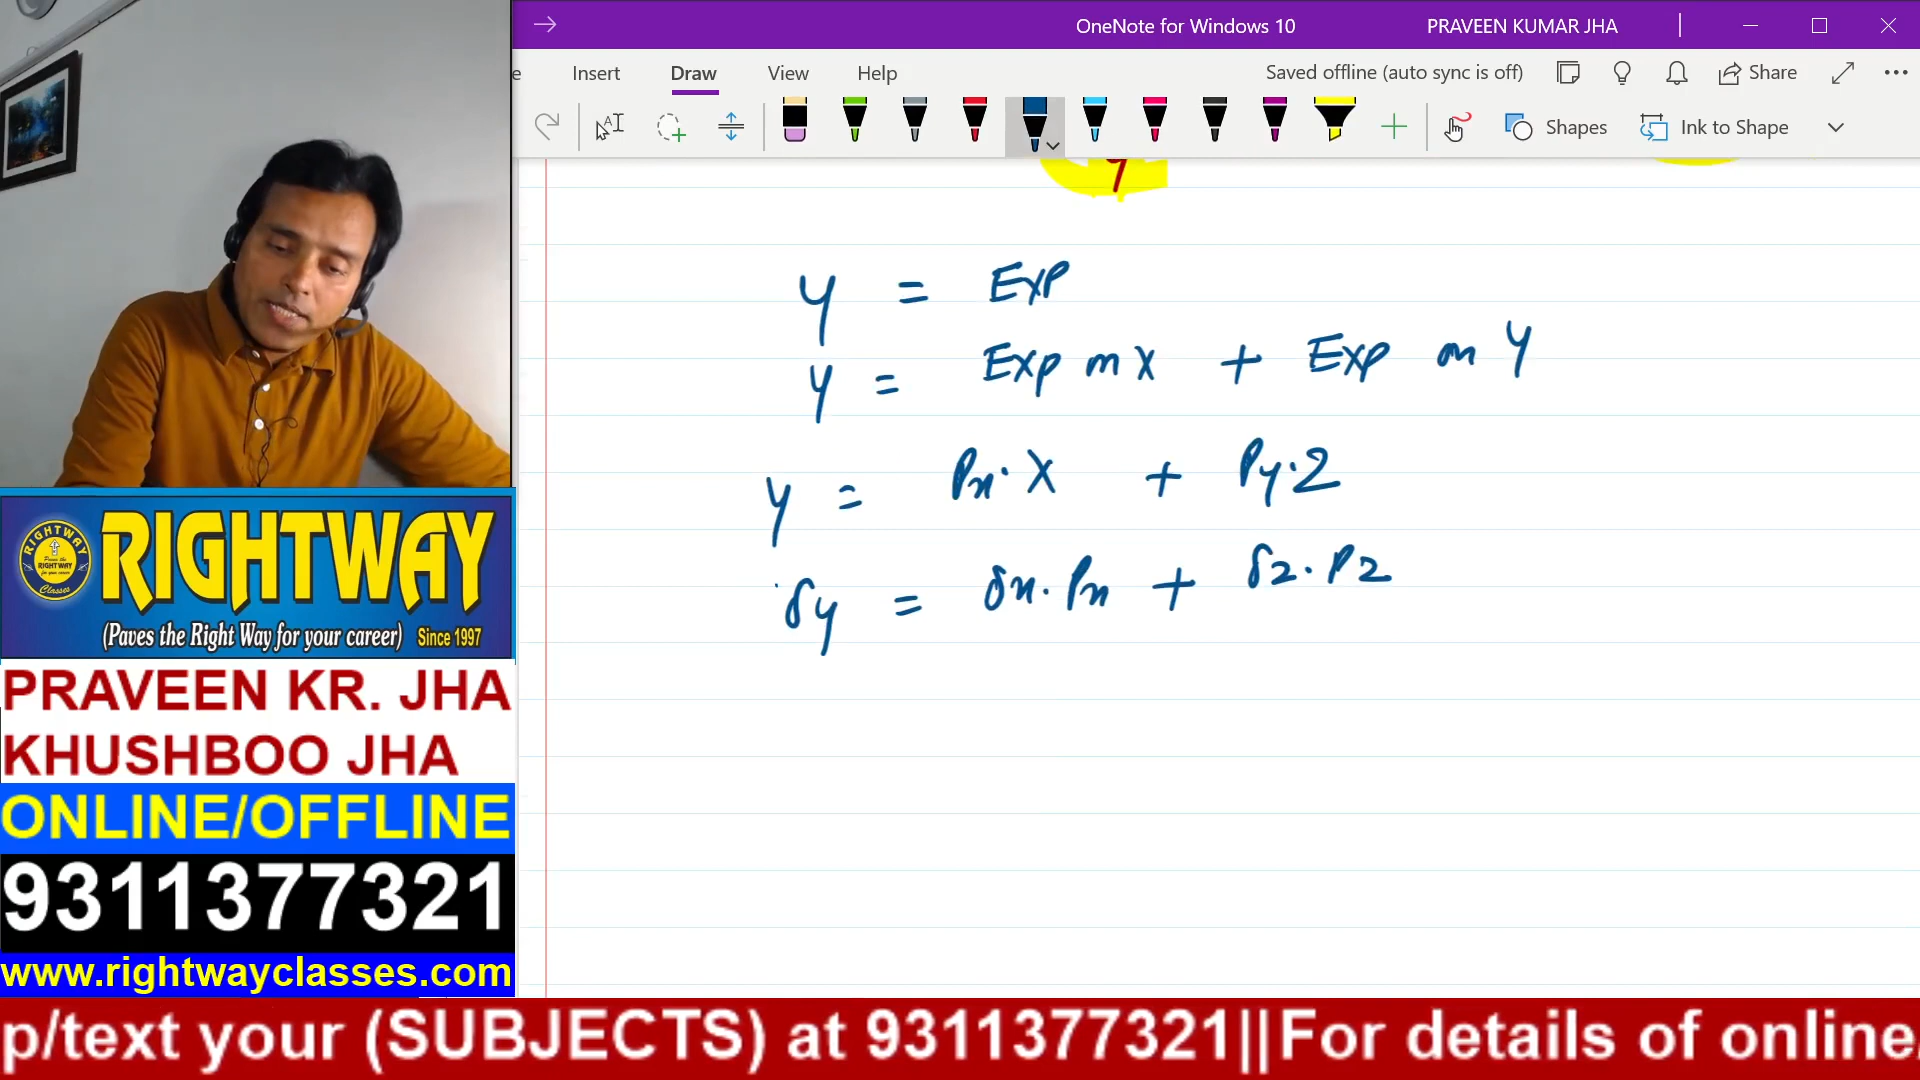 OneNote for Windows 10
PRAVEEN KUMAR JHA
Insert Draw View Help
Saved offline (auto sync is off)
Share
Shapes
Ink to Shape
y = Exp
y = Exp on X + Exp on Y
y = Px·X + Py·Z
δy = δx·Px + δz·Pz
RIGHTWAY
(Paves the Right Way for your career) Since 1997
PRAVEEN KR. JHA
KHUSHBOO JHA
ONLINE/OFFLINE
9311377321
www.rightwayclasses.com
p/text your (SUBJECTS) at 9311377321||For details of online